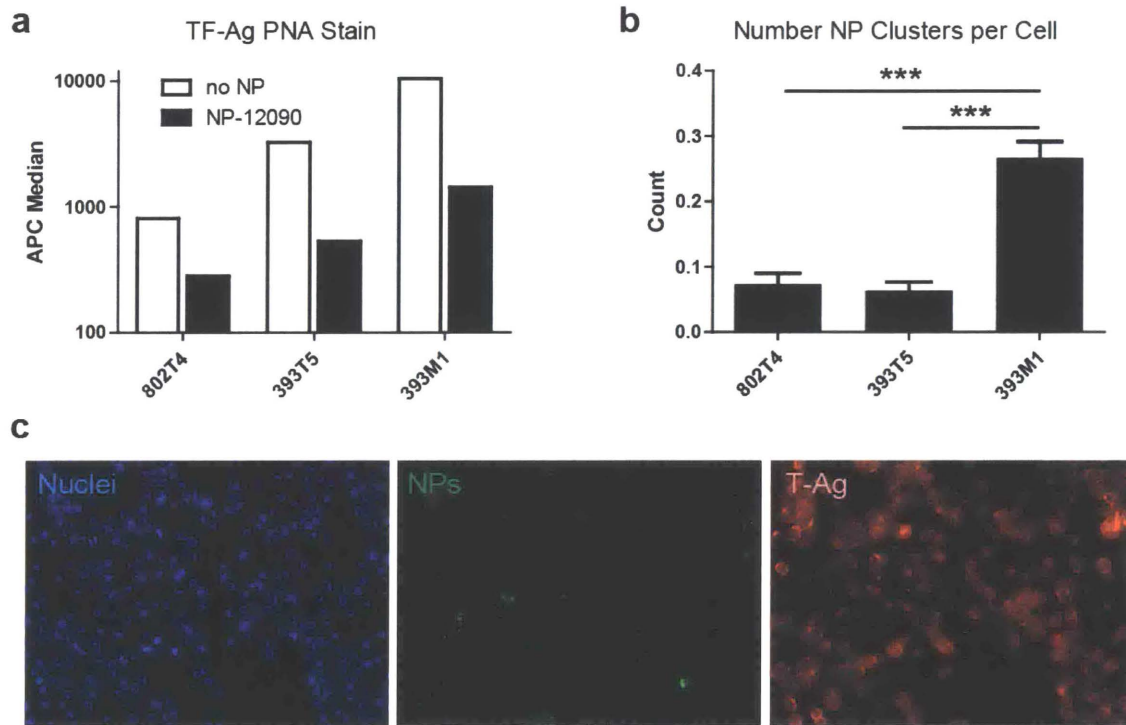 a
TF-Ag PNA Stain
APC Median
10000
1000
100
no NP
NP-12090
802T4
393T5
393M1
b
Number NP Clusters per Cell
Count
0.4
0.3
0.2
0.1
0.0
***
***
802T4
393T5
393M1
c
Nuclei
NPs
T-Ag